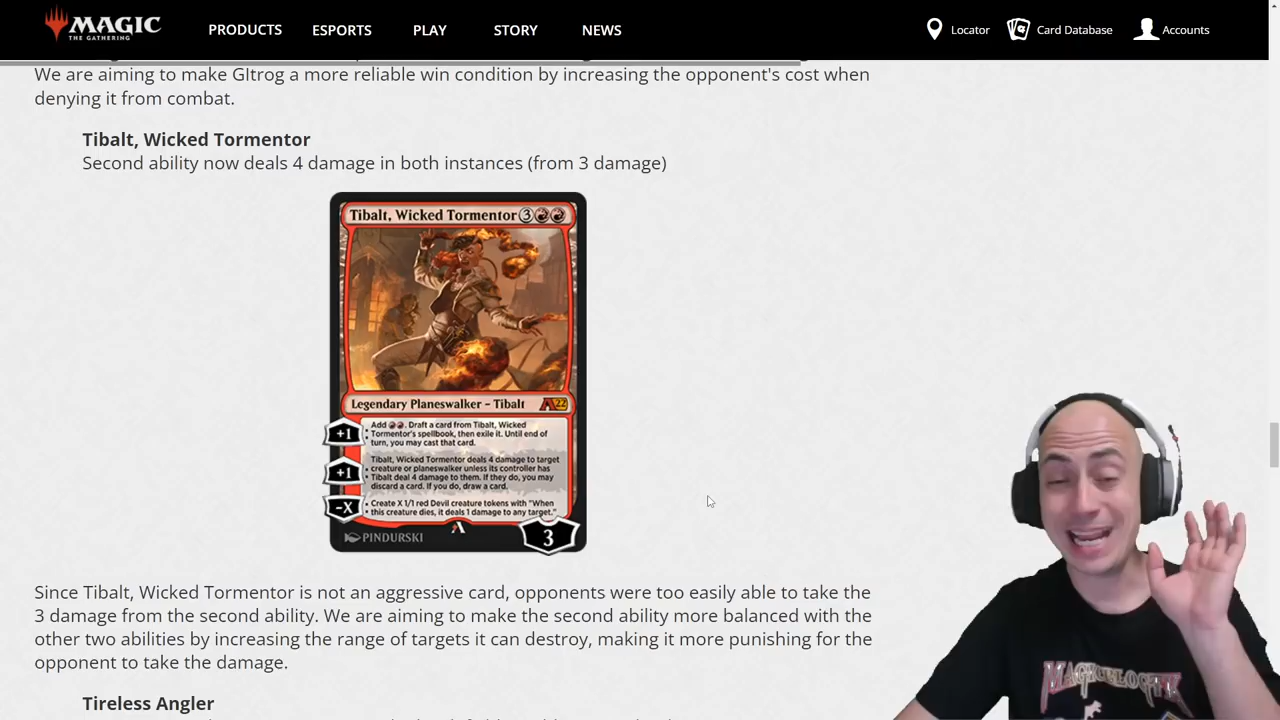 MAGIC
THE GATHERING
PRODUCTS ESPORTS PLAY STORY NEWS
Locator Card Database Accounts
We are aiming to make GItrog a more reliable win condition by increasing the opponent's cost when
denying it from combat.
Tibalt, Wicked Tormentor
Second ability now deals 4 damage in both instances (from 3 damage)
Tibalt, Wicked Tormentor 3
Legendary Planeswalker – Tibalt A22
+1 : Add . Draft a card from Tibalt, Wicked
Tormentor's spellbook, then exile it. Until end of
turn, you may cast that card.
Tibalt, Wicked Tormentor deals 4 damage to target
+1 : creature or planeswalker unless its controller has
Tibalt deal 4 damage to them. If they do, you may
discard a card. If you do, draw a card.
-X : Create X 1/1 red Devil creature tokens with "When
this creature dies, it deals 1 damage to any target."
PINDURSKI 3
Since Tibalt, Wicked Tormentor is not an aggressive card, opponents were too easily able to take the
3 damage from the second ability. We are aiming to make the second ability more balanced with the
other two abilities by increasing the range of targets it can destroy, making it more punishing for the
opponent to take the damage.
Tireless Angler